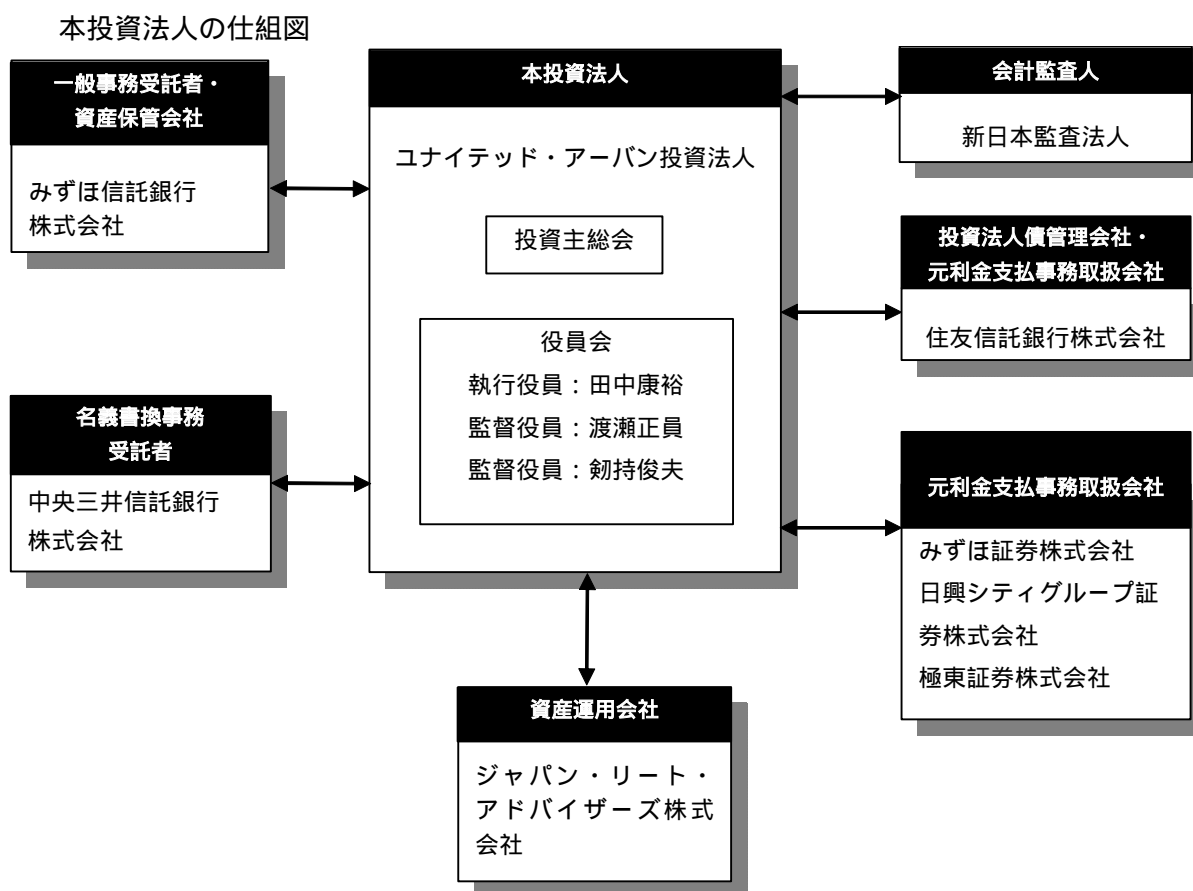 本投資法人の仕組図
一般事務受託者・
資産保管会社
みずほ信託銀行
株式会社
名義書換事務
受託者
中央三井信託銀行
株式会社
本投資法人
ユナイテッド・アーバン投資法人
投資主総会
役員会
執行役員：田中康裕
監督役員：渡瀬正員
監督役員：剱持俊夫
資産運用会社
ジャパン・リート・
アドバイザーズ株式
会社
会計監査人
新日本監査法人
投資法人債管理会社・
元利金支払事務取扱会社
住友信託銀行株式会社
元利金支払事務取扱会社
みずほ証券株式会社
日興シティグループ証
券株式会社
極東証券株式会社